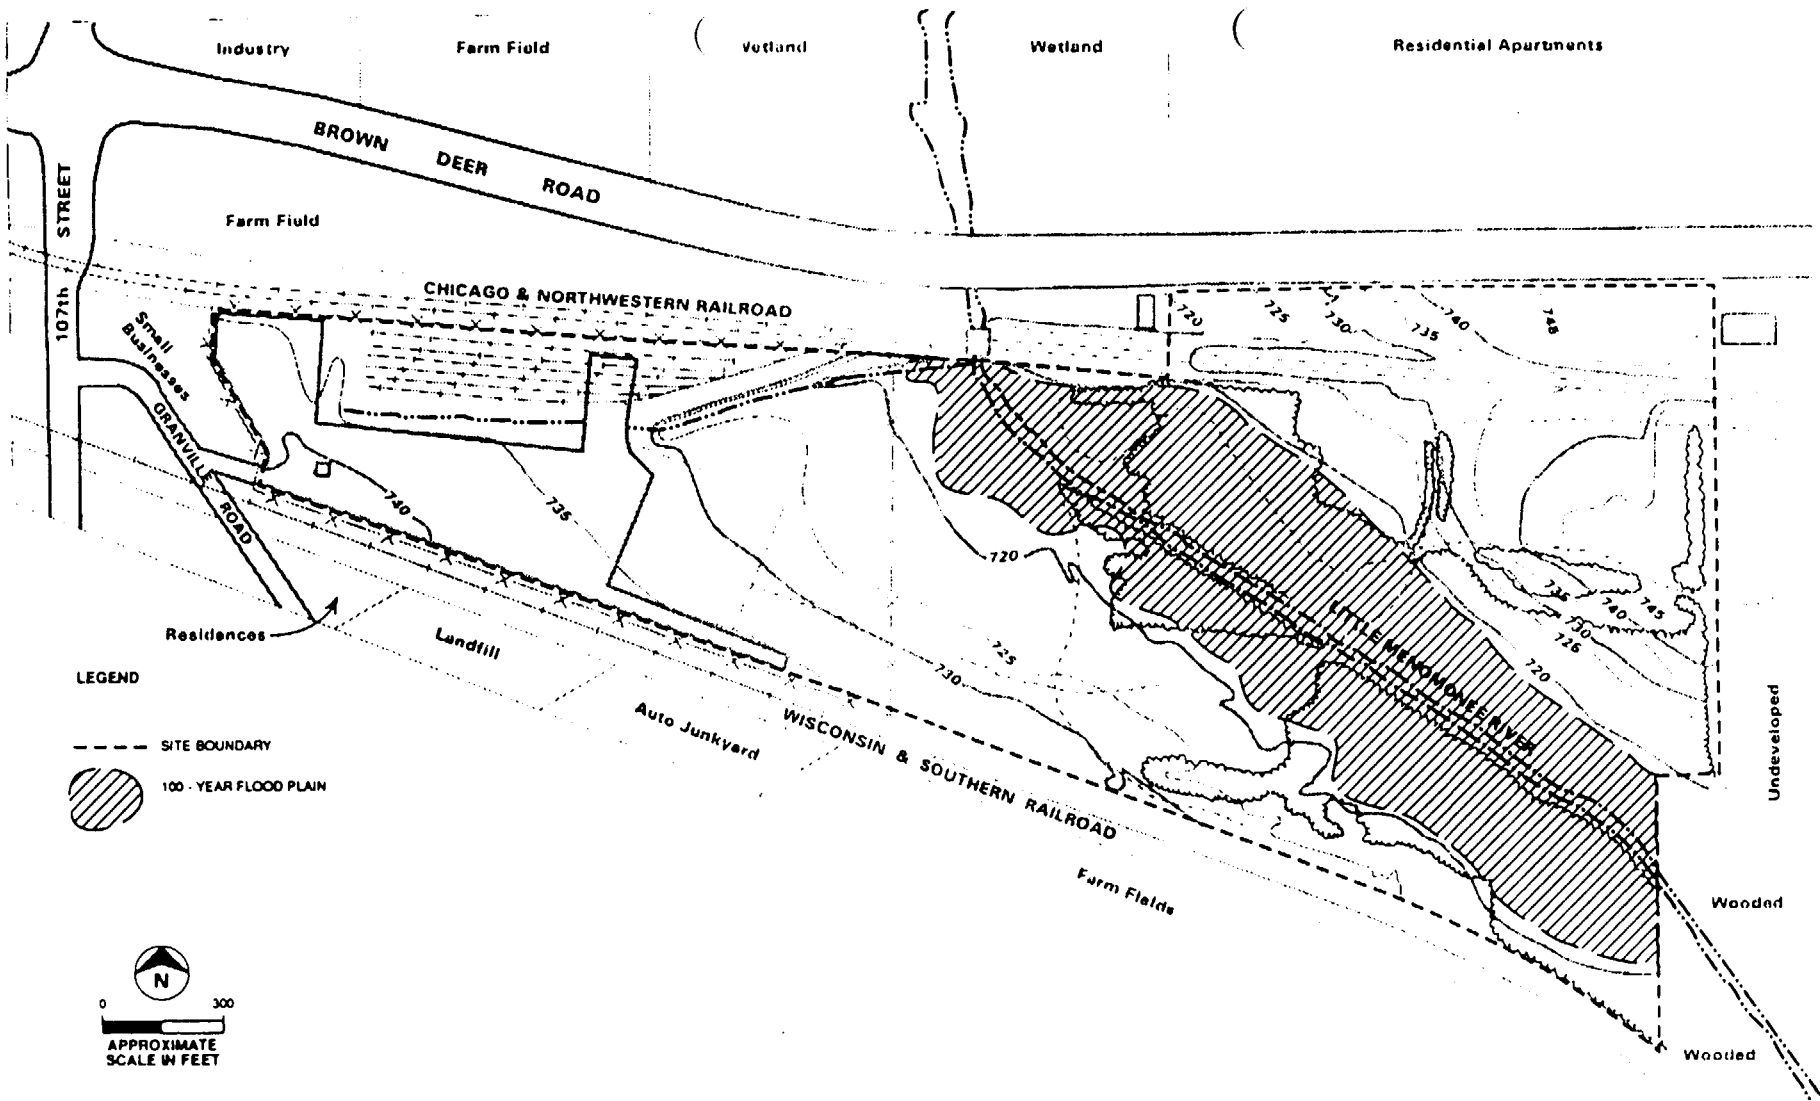 Industry
Farm Field
Wetland
Wetland
Residential Apartments
BROWN DEER ROAD
107th STREET
Farm Field
CHICAGO & NORTHWESTERN RAILROAD
Small
Businesses
GRANVILLE ROAD
720
725
730
735
740
745
740
735
720
725
730
735
740
745
730
726
720
LITTLE MENOMONEE RIVER
Residences
Landfill
Auto Junkyard
WISCONSIN & SOUTHERN RAILROAD
Farm Fields
Undeveloped
Wooded
Wooded
LEGEND
SITE BOUNDARY
100 - YEAR FLOOD PLAIN
N
0 300
APPROXIMATE
SCALE IN FEET